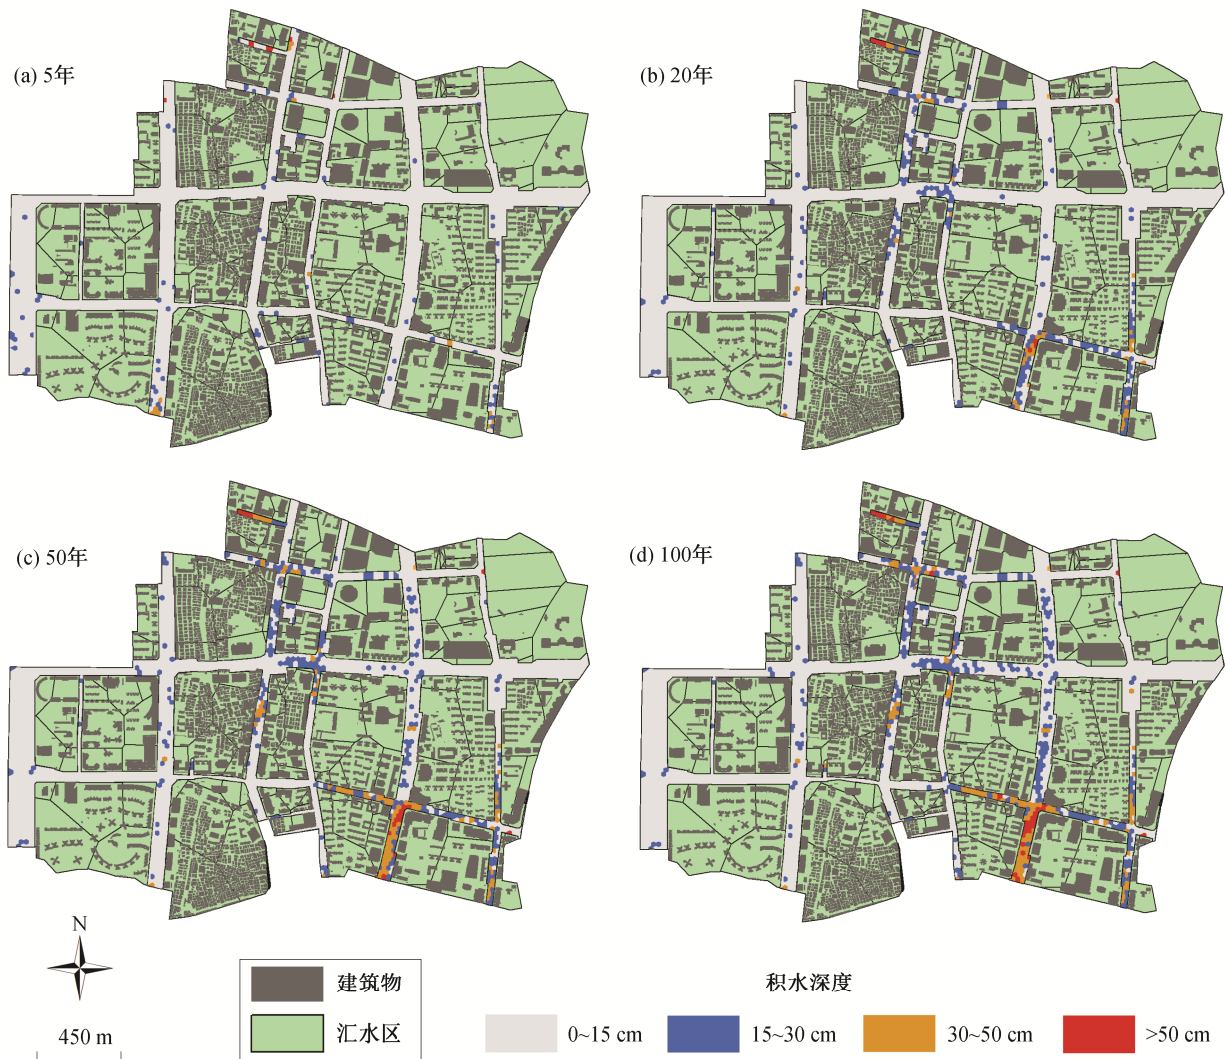 (a) 5年
(b) 20年
(c) 50年
(d) 100年
N
450 m
建筑物
汇水区
积水深度
0~15 cm
15~30 cm
30~50 cm
>50 cm